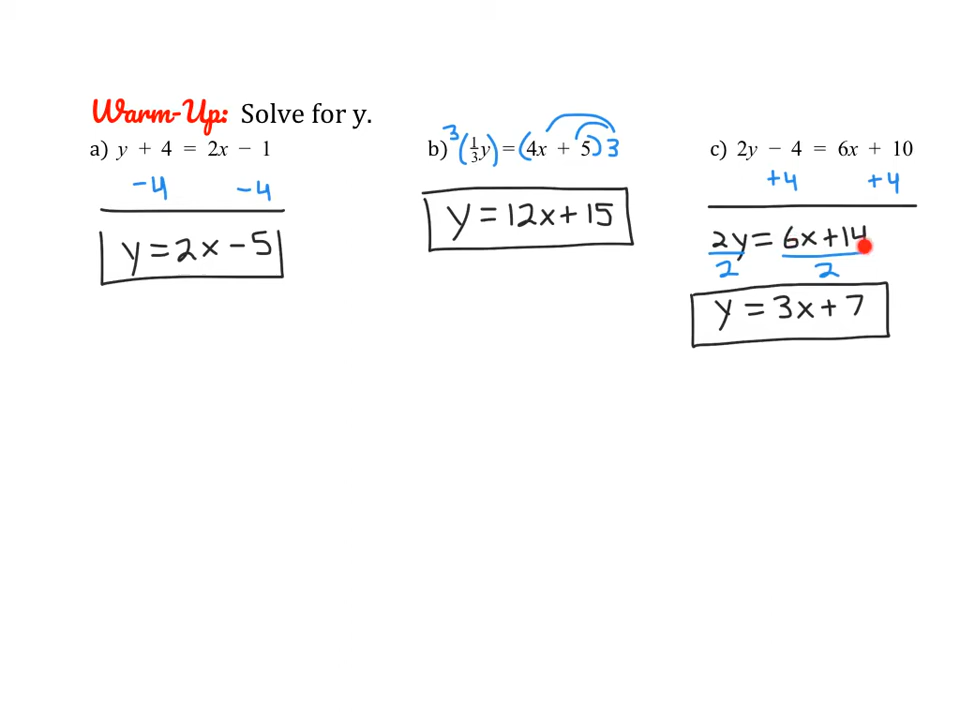 Warm-Up: Solve for y.
a) y + 4 = 2x − 1
−4 −4
y = 2x − 5
b) 3(1/3y) = (4x + 5)3
y = 12x + 15
c) 2y − 4 = 6x + 10
+4 +4
2y = 6x + 14
2 2
y = 3x + 7